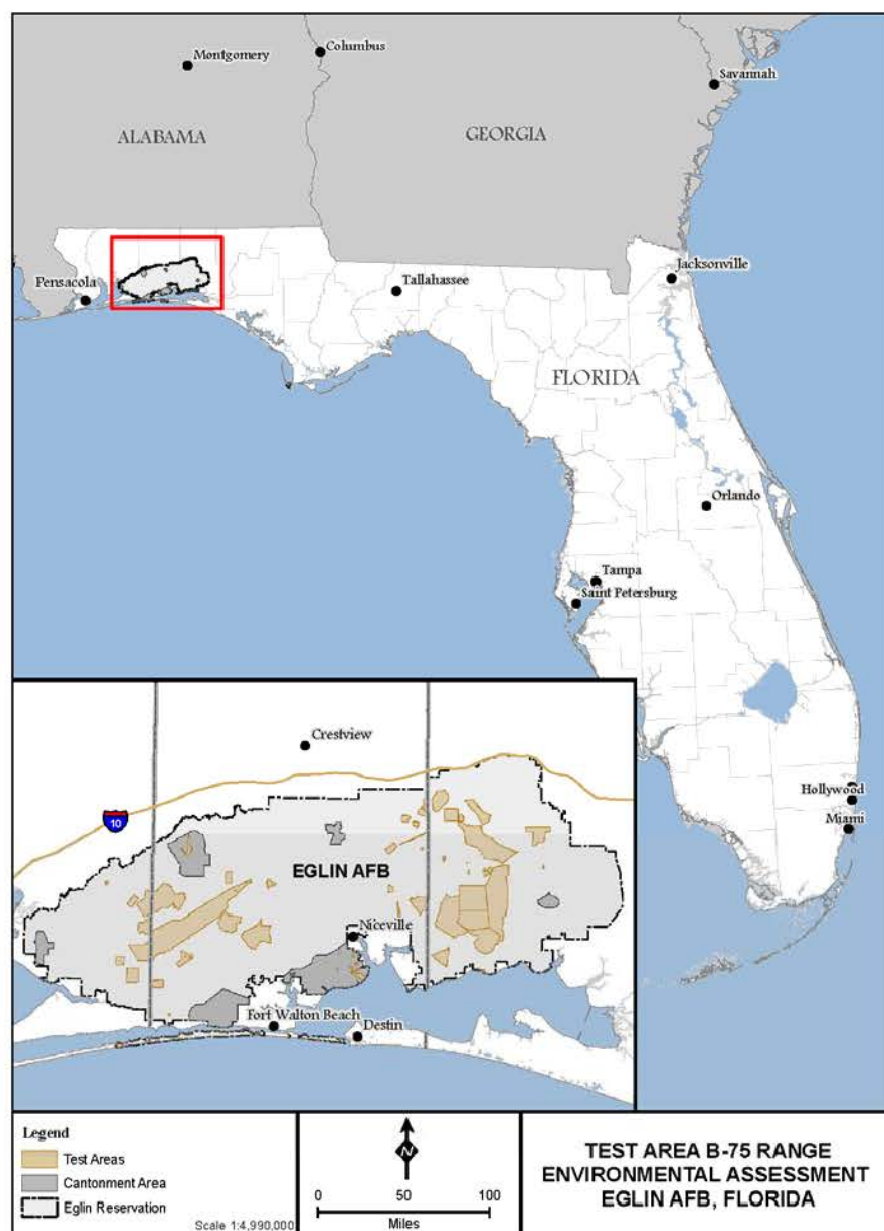 Montgomery
Columbus
Savannah
ALABAMA
GEORGIA
Pensacola
Tallahassee
Jacksonville
FLORIDA
Orlando
Tampa
Saint Petersburg
Hollywood
Miami
Crestview
10
EGLIN AFB
Niceville
Fort Walton Beach
Destin
Legend
Test Areas
Cantonment Area
Eglin Reservation
Scale 1:4,990,000
N
0 50 100
Miles
TEST AREA B-75 RANGE
ENVIRONMENTAL ASSESSMENT
EGLIN AFB, FLORIDA